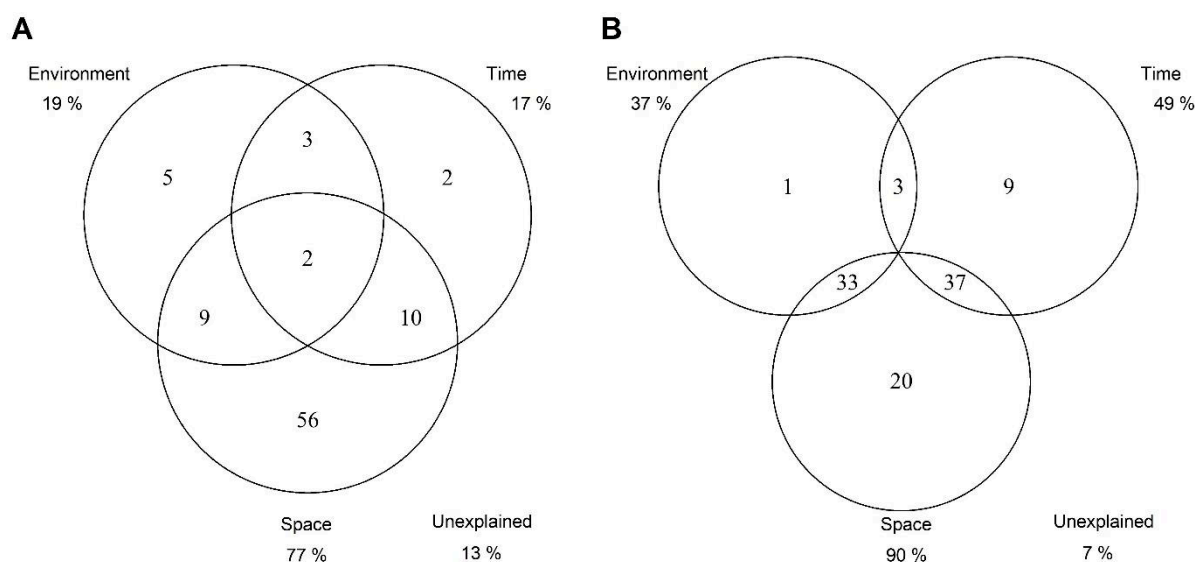 A
Environment
19 %
Time
17 %
3
5
2
2
9
10
56
Space
77 %
Unexplained
13 %
B
Environment
37 %
Time
49 %
1
3
9
33
37
20
Space
90 %
Unexplained
7 %